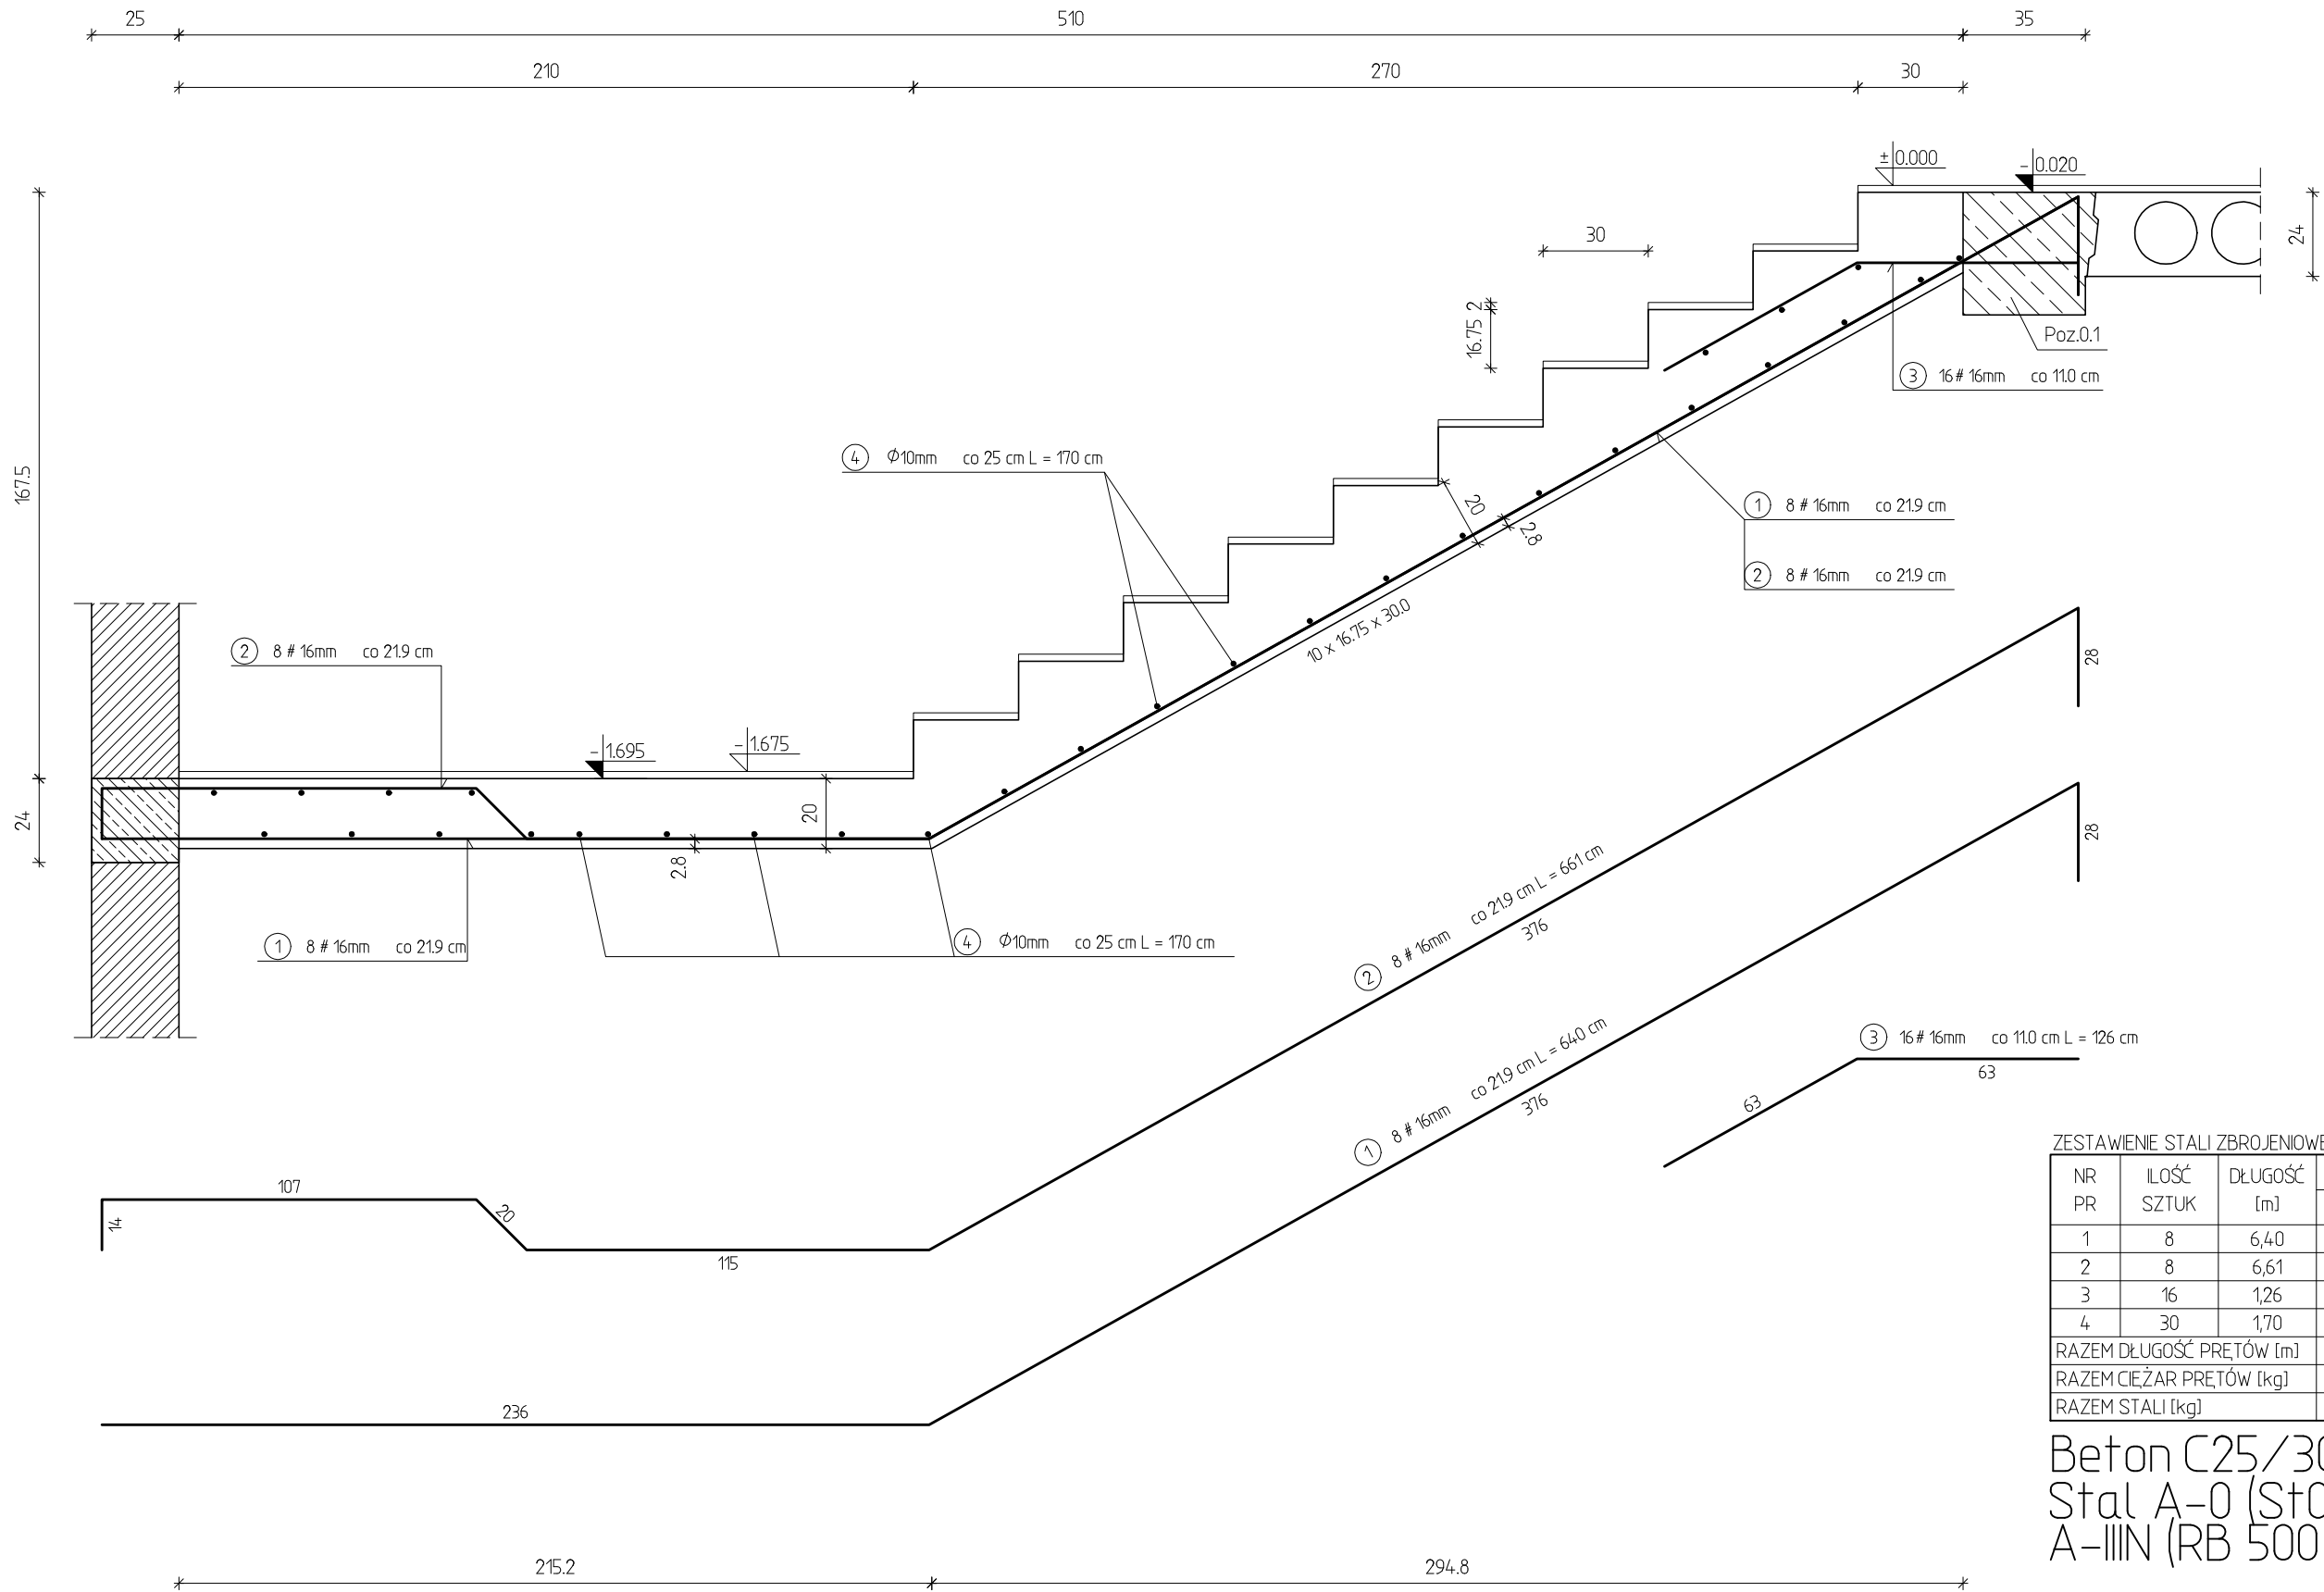 25
510
35
210
270
30
± 0.000
- 0.020
30
24
16.75
2
Poz.0.1
3 16# 16mm co 11.0 cm
167.5
4 Ø10mm co 25 cm L = 170 cm
20
1 8 # 16mm co 21.9 cm
2.8
2 8 # 16mm co 21.9 cm
10 x 16.75 x 30.0
2 8 # 16mm co 21.9 cm
28
- 1.695
- 1.675
24
20
2.8
28
1 8 # 16mm co 21.9 cm
4 Ø10mm co 25 cm L = 170 cm
2 8 # 16mm co 21.9 cm L = 661 cm
376
3 16# 16mm co 11.0 cm L = 126 cm
63
63
1 8 # 16mm co 21.9 cm L = 640 cm
376
107
14
20
115
236
ZESTAWIENIE STALI
NR ILOŚĆ DŁUGOŚĆ
PR SZTUK [m]
1 8 6,40
2 8 6,61
3 16 1,26
4 30 1,70
RAZEM DŁUGOŚĆ PRĘTÓW [m]
RAZEM CIĘŻAR PRĘTÓW [kg]
RAZEM STALI [kg]
Beton C25/30
Stal A-0
A-IIIN (RB 500
215.2
294.8